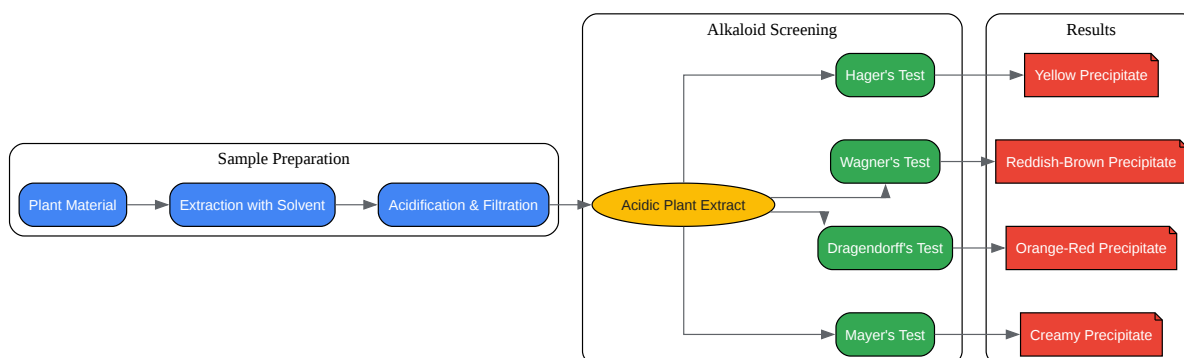 Alkaloid Screening
Results
Hager's Test
Yellow Precipitate
Sample Preparation
Wagner's Test
Reddish-Brown Precipitate
Plant Material
Extraction with Solvent
Acidification & Filtration
Acidic Plant Extract
Dragendorff's Test
Orange-Red Precipitate
Mayer's Test
Creamy Precipitate